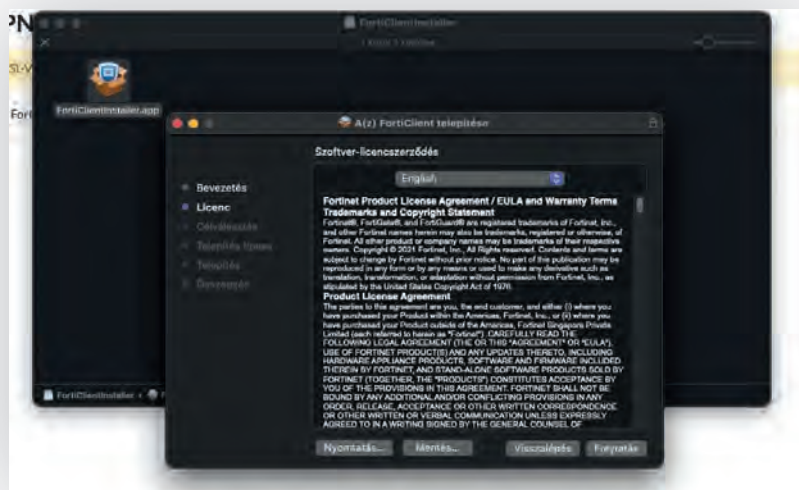 PN
FortiClientInstaller
SL-V
Forti
FortiClientInstaller.app
A(z) FortiClient telepítése
Szoftver-licencszerződés
English
Bevezetés
Licenc
Célválasztás
Telepítés típusa
Telepítés
Összegzés
Fortinet Product License Agreement / EULA and Warranty Terms
Trademarks and Copyright Statement
Fortinet®, FortiGate®, and FortiGuard® are registered trademarks of Fortinet, Inc.,
and other Fortinet names herein may also be trademarks, registered or otherwise, of
Fortinet. All other product or company names may be trademarks of their respective
owners. Copyright © 2021 Fortinet, Inc., All Rights reserved. Contents and terms are
subject to change by Fortinet without prior notice. No part of this publication may be
reproduced in any form or by any means or used to make any derivative such as
translation, transformation, or adaptation without permission from Fortinet, Inc., as
stipulated by the United States Copyright Act of 1976.
Product License Agreement
The parties to this agreement are you, the end customer, and either (i) where you
have purchased your Product within the Americas, Fortinet, Inc., or (ii) where you
have purchased your Product outside of the Americas, Fortinet Singapore Private
Limited (each referred to herein as "Fortinet"). CAREFULLY READ THE
FOLLOWING LEGAL AGREEMENT (THE OR THIS "AGREEMENT" OR "EULA").
USE OF FORTINET PRODUCT(S) AND ANY UPDATES THERETO, INCLUDING
HARDWARE APPLIANCE PRODUCTS, SOFTWARE AND FIRMWARE INCLUDED
THEREIN BY FORTINET, AND STAND-ALONE SOFTWARE PRODUCTS SOLD BY
FORTINET (TOGETHER, THE "PRODUCTS") CONSTITUTES ACCEPTANCE BY
YOU OF THE PROVISIONS IN THIS AGREEMENT. FORTINET SHALL NOT BE
BOUND BY ANY ADDITIONAL AND/OR CONFLICTING PROVISIONS IN ANY
ORDER, RELEASE, ACCEPTANCE OR OTHER WRITTEN CORRESPONDENCE
OR OTHER WRITTEN OR VERBAL COMMUNICATION UNLESS EXPRESSLY
AGREED TO IN A WRITING SIGNED BY THE GENERAL COUNSEL OF
FortiClientInstaller
Nyomtatás...
Mentés...
Visszalépés
Folytatás